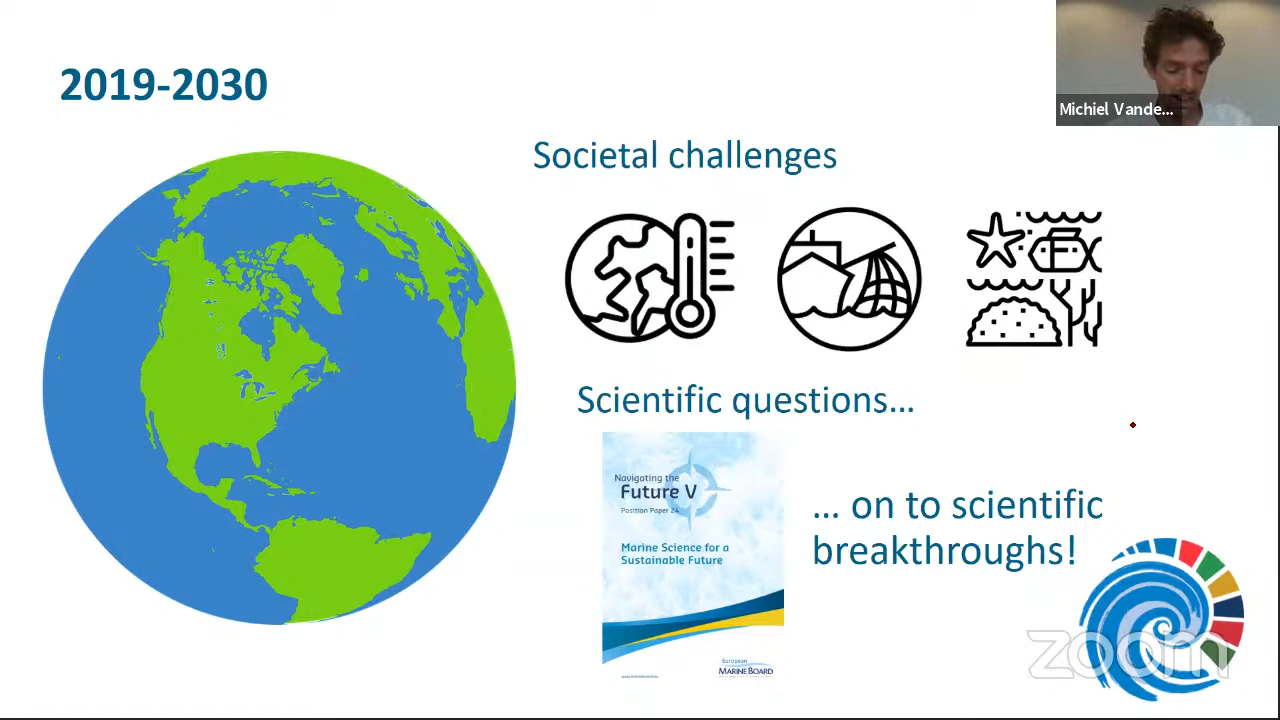 2019-2030
Michiel Vande...
Societal challenges
Scientific questions...
Navigating the
Future V
Position Paper 24
Marine Science for a
Sustainable Future
European
MARINE BOARD
... on to scientific
breakthroughs!
zoom